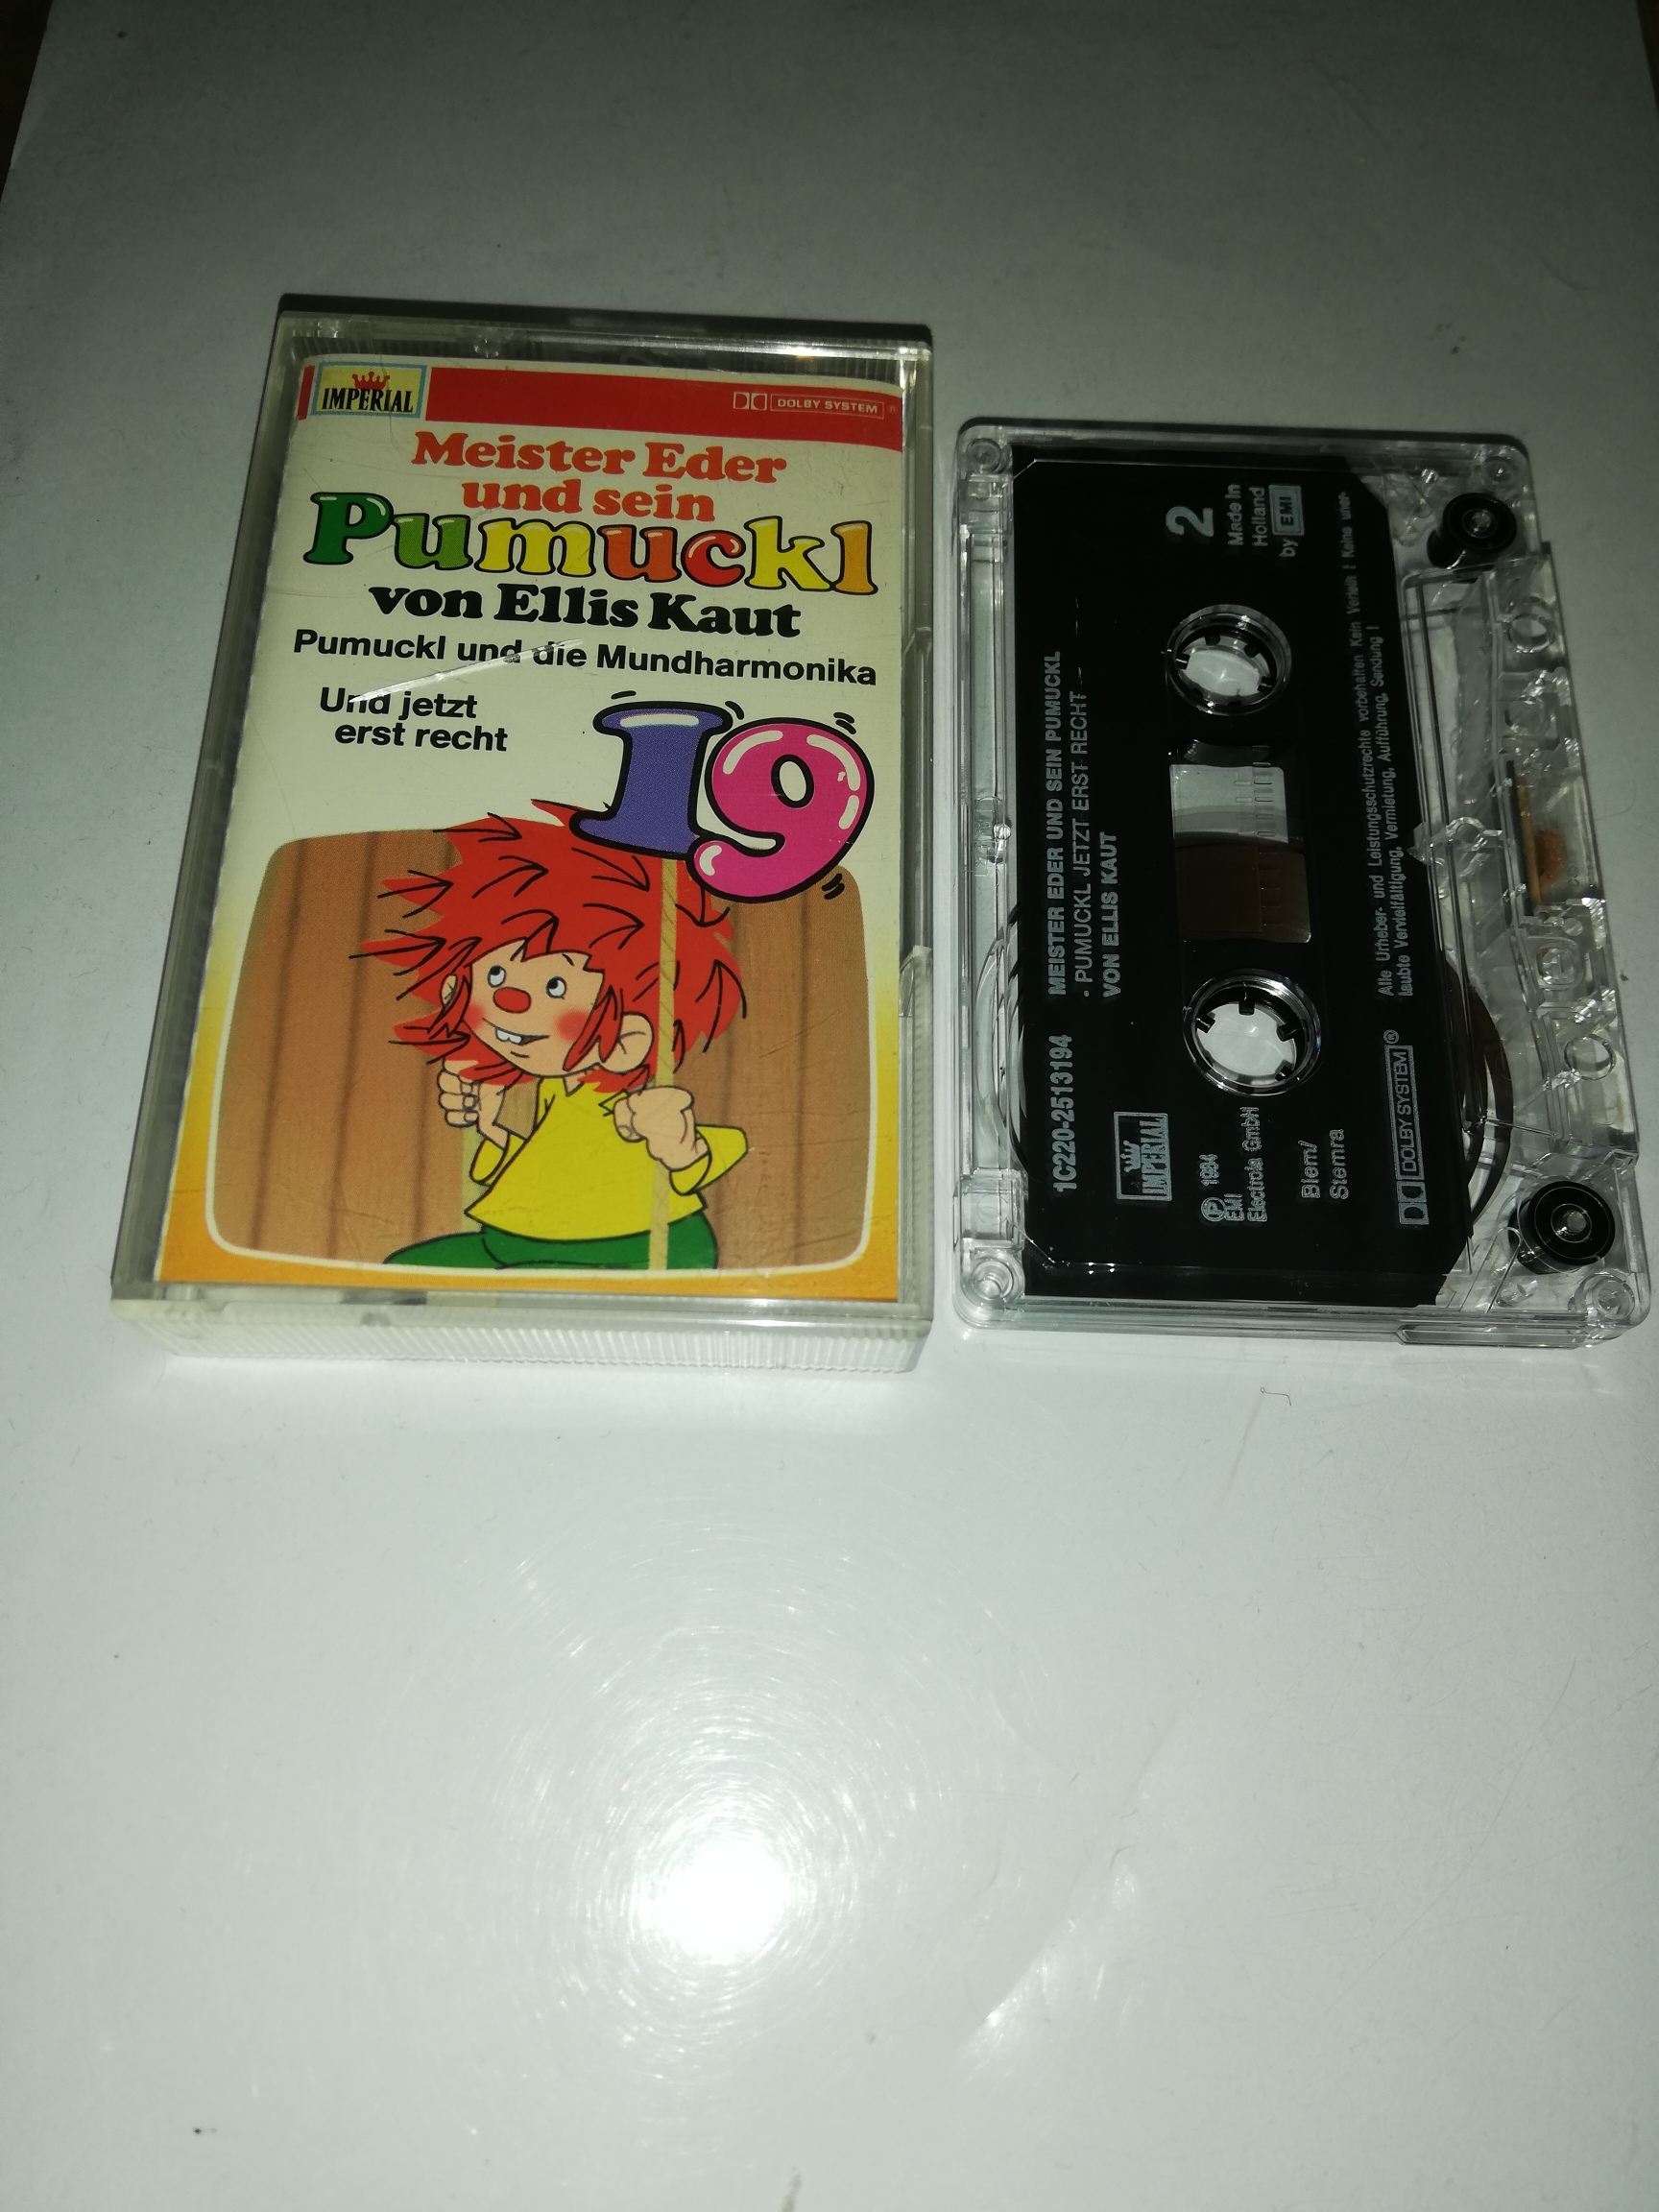 IMPERIAL
DOLBY SYSTEM ®
Meister Eder
und sein
Pumuckl
von Ellis Kaut
Pumuckl und die Mundharmonika
Und jetzt
erst recht
19
1C220-2513194
MEISTER EDER UND SEIN PUMUCKL
· PUMUCKL JETZT ERST RECHT -
VON ELLIS KAUT
2
Made in
Holland
by EMI
IMPERIAL
℗ 1984
EMI
Electrola GmbH
Biem/
Stemra
Alle Urheber- und Leistungsschutzrechte vorbehalten Kein Verleih ! Keine uner-
laubte Vervielfältigung, Vermietung, Aufführung, Sendung !
DOLBY SYSTEM®